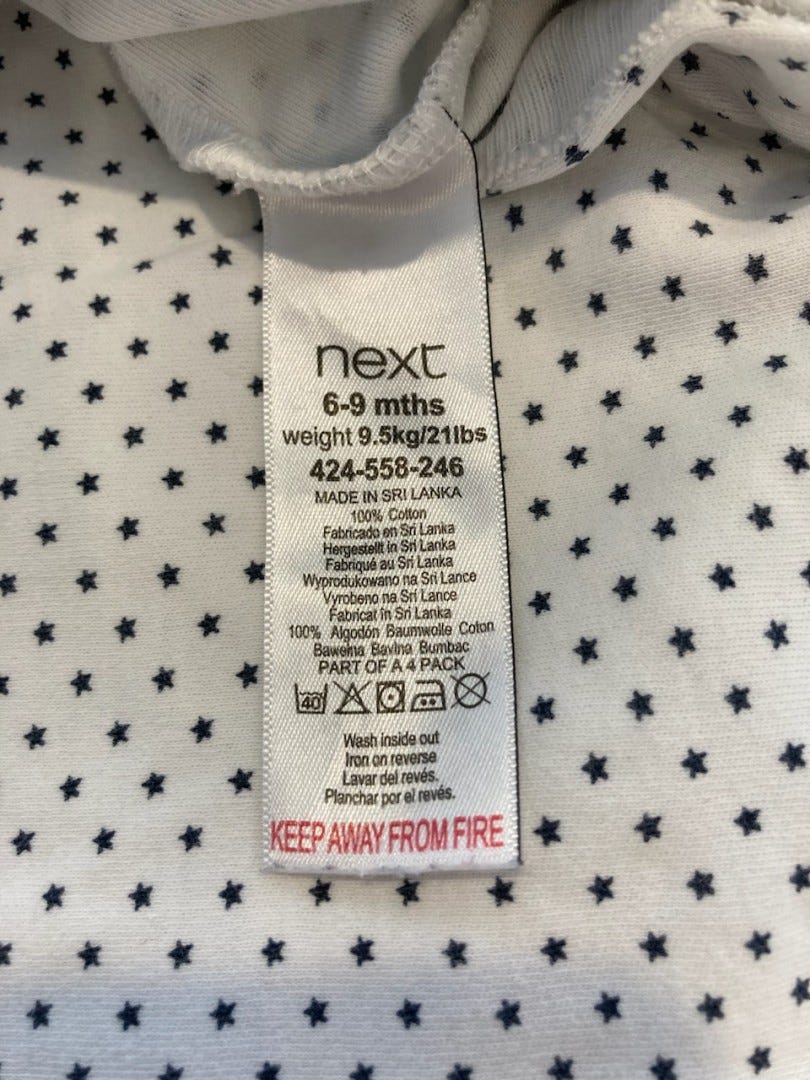 next
6-9 mths
weight 9.5kg/21lbs
424-558-246
MADE IN SRI LANKA
100% Cotton
Fabricado en Sri Lanka
Hergestellt in Sri Lanka
Fabriqué au Sri Lanka
Wyprodukowano na Sri Lance
Vyrobeno na Srí Lance
Fabricat în Sri Lanka
100% Algodón Baumwolle Coton
Bawełna Bavlna Bumbac
PART OF A 4 PACK
40
Wash inside out
Iron on reverse
Lavar del revés.
Planchar por el revés.
KEEP AWAY FROM FIRE